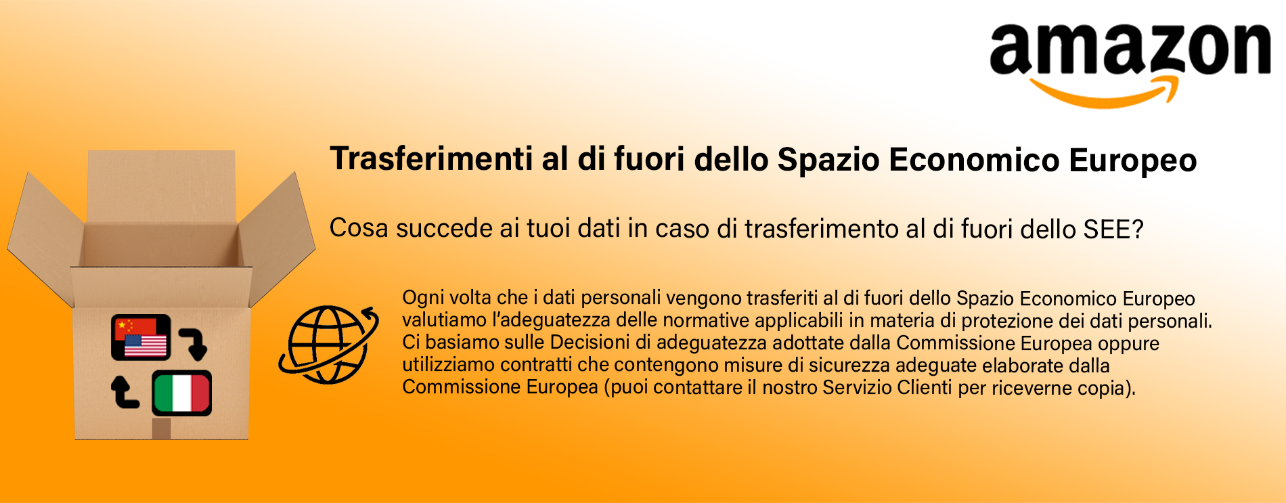 amazon
Trasferimenti al di fuori dello Spazio Economico Europeo
Cosa succede ai tuoi dati in caso di trasferimento al di fuori dello SEE?
Ogni volta che i dati personali vengono trasferiti al di fuori dello Spazio Economico Europeo
valutiamo l'adeguatezza delle normative applicabili in materia di protezione dei dati personali.
Ci basiamo sulle Decisioni di adeguatezza adottate dalla Commissione Europea oppure
utilizziamo contratti che contengono misure di sicurezza adeguate elaborate dalla
Commissione Europea (puoi contattare il nostro Servizio Clienti per riceverne copia).